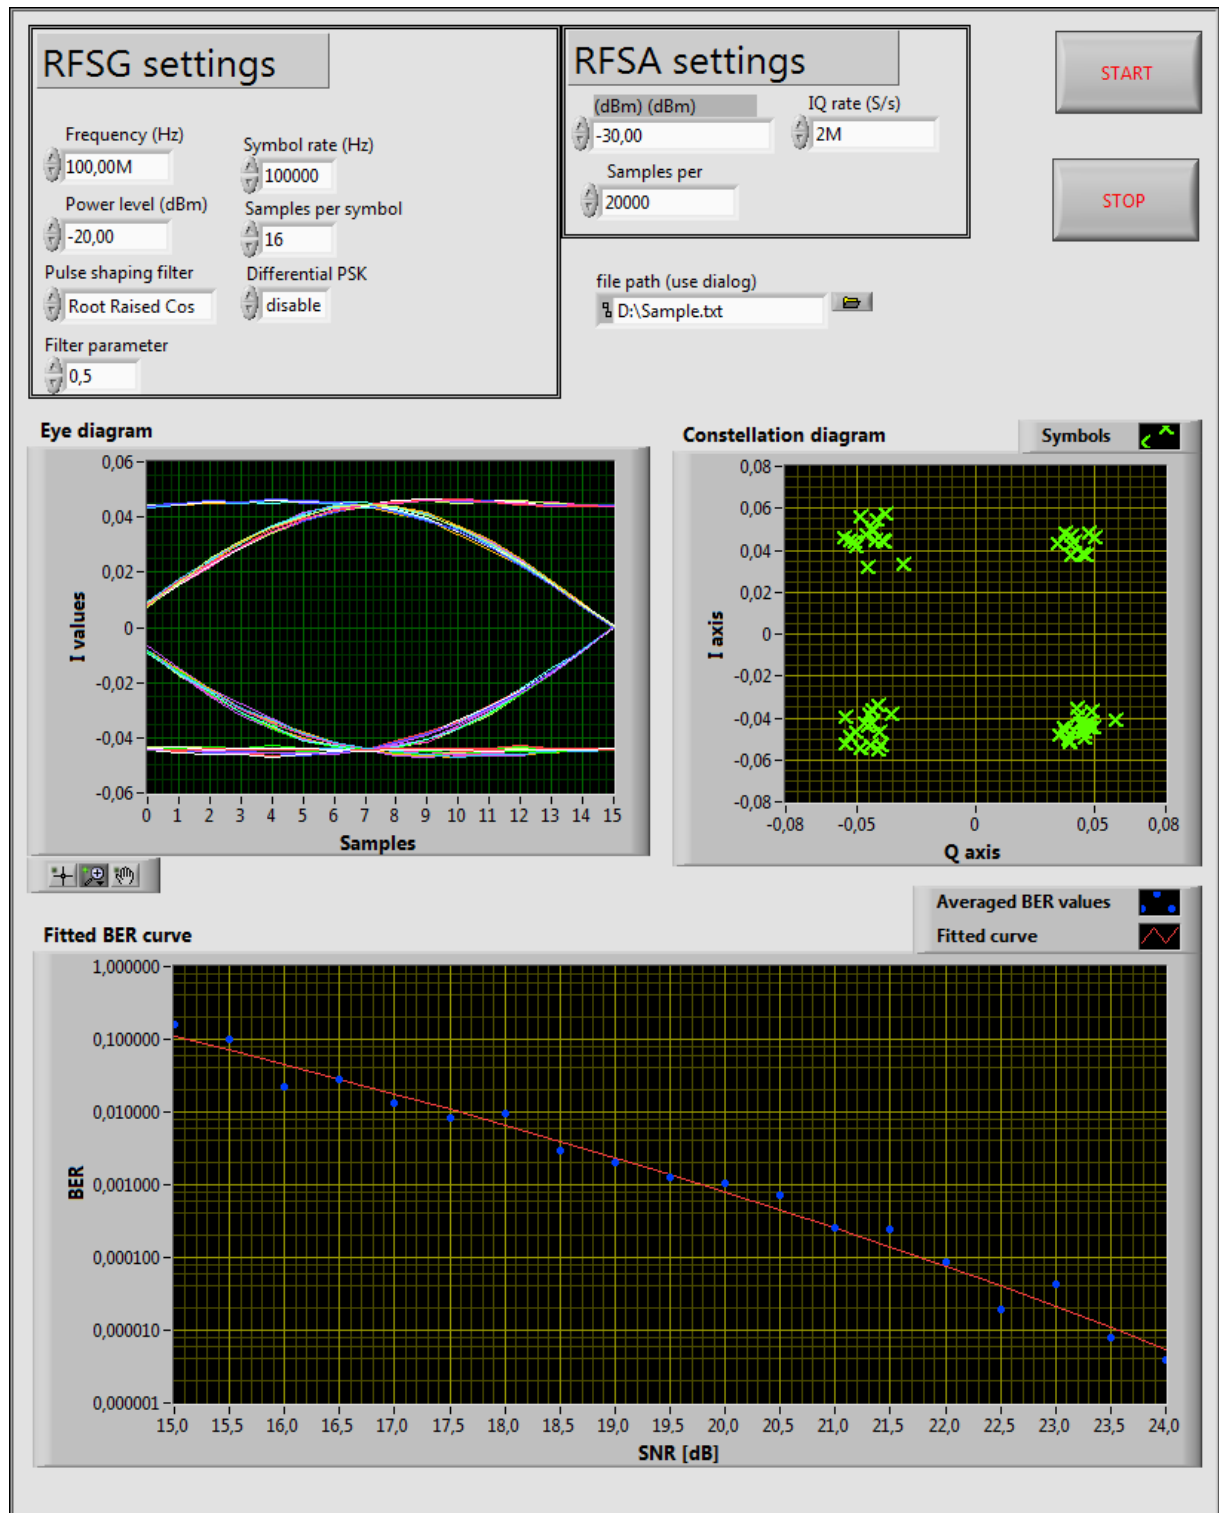 RFSG settings
Frequency (Hz)
100,00M
Symbol rate (Hz)
100000
Power level (dBm)
-20,00
Samples per symbol
16
Pulse shaping filter
Root Raised Cos
Differential PSK
disable
Filter parameter
0,5
RFSA settings
(dBm) (dBm)
-30,00
IQ rate (S/s)
2M
Samples per
20000
START
STOP
file path (use dialog)
D:\Sample.txt
Eye diagram
I values
0,06
0,04
0,02
0
-0,02
-0,04
-0,06
0 1 2 3 4 5 6 7 8 9 10 11 12 13 14 15
Samples
Constellation diagram
Symbols
I axis
0,08
0,06
0,04
0,02
0
-0,02
-0,04
-0,06
-0,08
-0,08 -0,05 0 0,05 0,08
Q axis
Averaged BER values
Fitted curve
Fitted BER curve
BER
1,000000
0,100000
0,010000
0,001000
0,000100
0,000010
0,000001
15,0 15,5 16,0 16,5 17,0 17,5 18,0 18,5 19,0 19,5 20,0 20,5 21,0 21,5 22,0 22,5 23,0 23,5 24,0
SNR [dB]